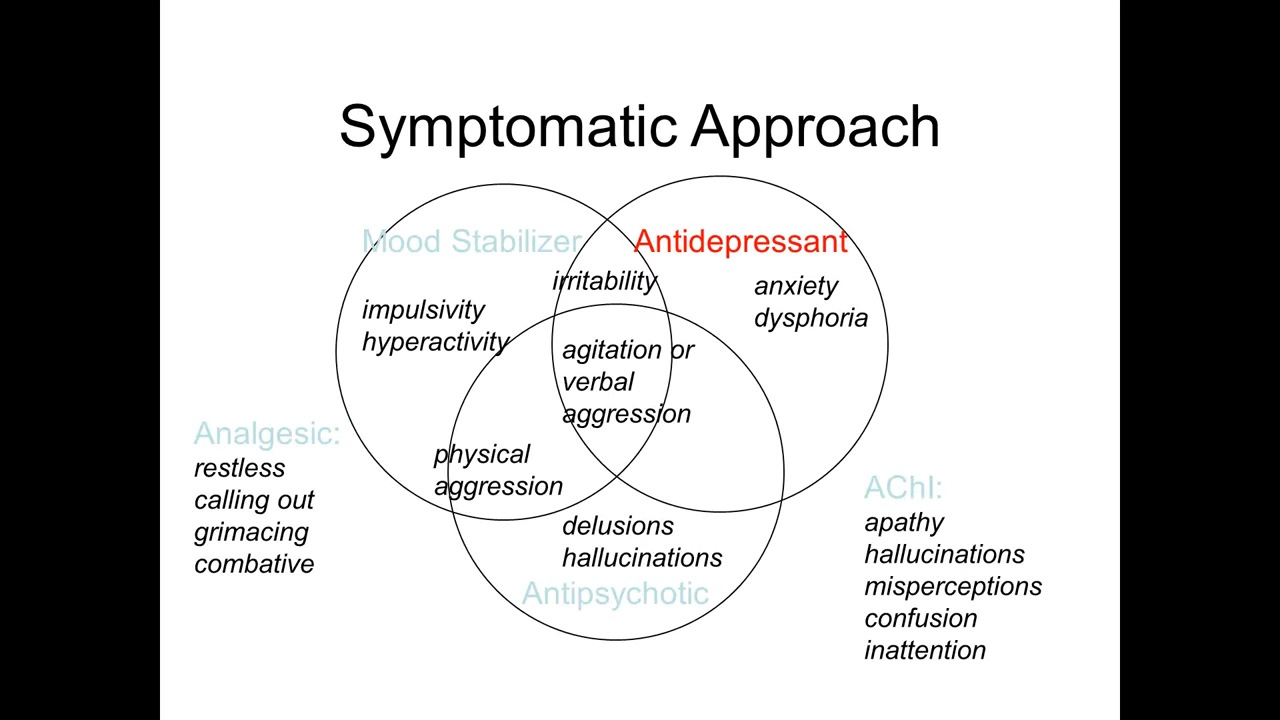 Symptomatic Approach
Mood Stabilizer
Antidepressant
irritability
anxiety
dysphoria
impulsivity
hyperactivity
agitation or
verbal
aggression
Analgesic:
restless
calling out
grimacing
combative
physical
aggression
AChI:
apathy
hallucinations
misperceptions
confusion
inattention
delusions
hallucinations
Antipsychotic